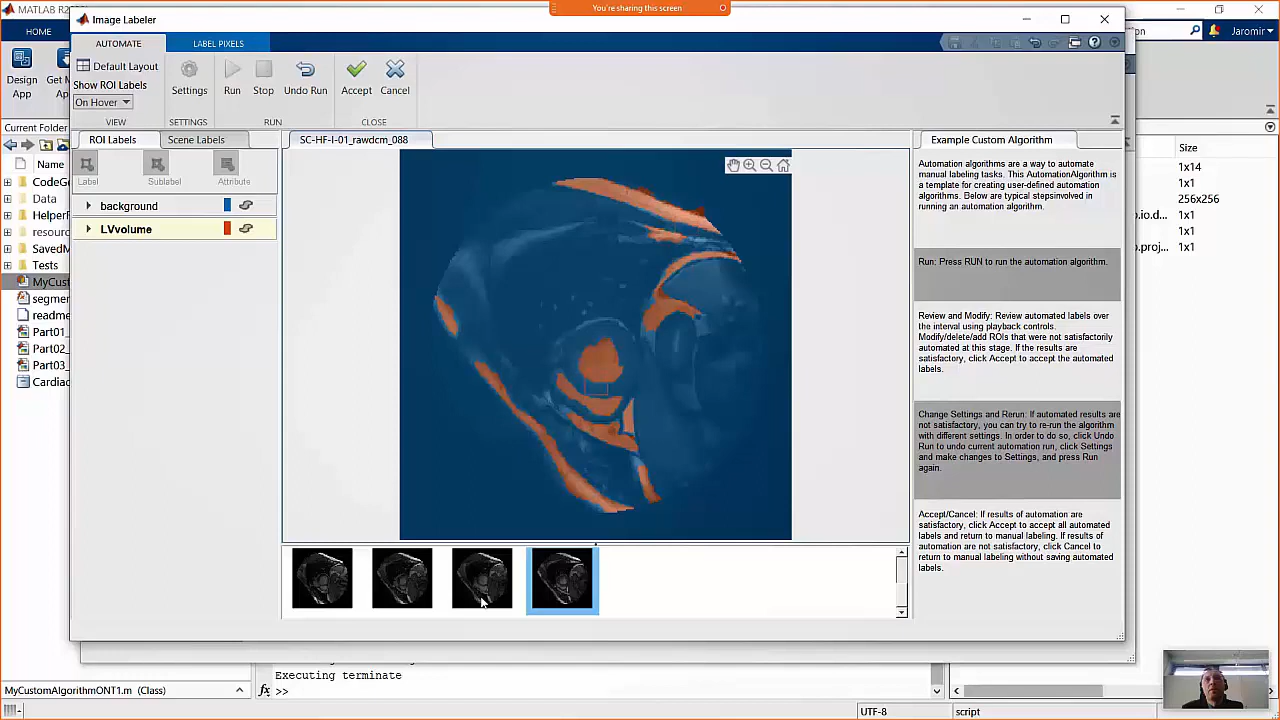 You're sharing this screen
MATLAB R2
Image Labeler
HOME
AUTOMATE
LABEL PIXELS
Jaromir
Default Layout
Show ROI Labels
On Hover
Design
App
Get M
Ap
Settings
Run
Stop
Undo Run
Accept
Cancel
VIEW
SETTINGS
RUN
CLOSE
Current Folder
ROI Labels
Scene Labels
SC-HF-I-01_rawdcm_088
Example Custom Algorithm
Size
Name
Label
Sublabel
Attribute
background
LVvolume
CodeG
Data
HelperF
resourc
SavedM
Tests
MyCust
segmen
readme
Part01_
Part02_
Part03_
Cardiac
Automation algorithms are a way to automate
manual labeling tasks. This AutomationAlgorithm is
a template for creating user-defined automation
algorithms. Below are typical stepsinvolved in
running an automation algorithm.
Run: Press RUN to run the automation algorithm.
Review and Modify: Review automated labels over
the interval using playback controls.
Modify/delete/add ROIs that were not satisfactorily
automated at this stage. If the results are
satisfactory, click Accept to accept the automated
labels.
Change Settings and Rerun: If automated results are
not satisfactory, you can try to re-run the algorithm
with different settings. In order to do so, click Undo
Run to undo current automation run, click Settings
and make changes to Settings, and press Run
again.
Accept/Cancel: If results of automation are
satisfactory, click Accept to accept all automated
labels and return to manual labeling. If results of
automation are not satisfactory, click Cancel to
return to manual labeling without saving automated
labels.
1x14
1x1
256x256
io.d...
1x1
p.proj...
1x1
Executing terminate
fx >>
MyCustomAlgorithmONT1.m (Class)
UTF-8
script